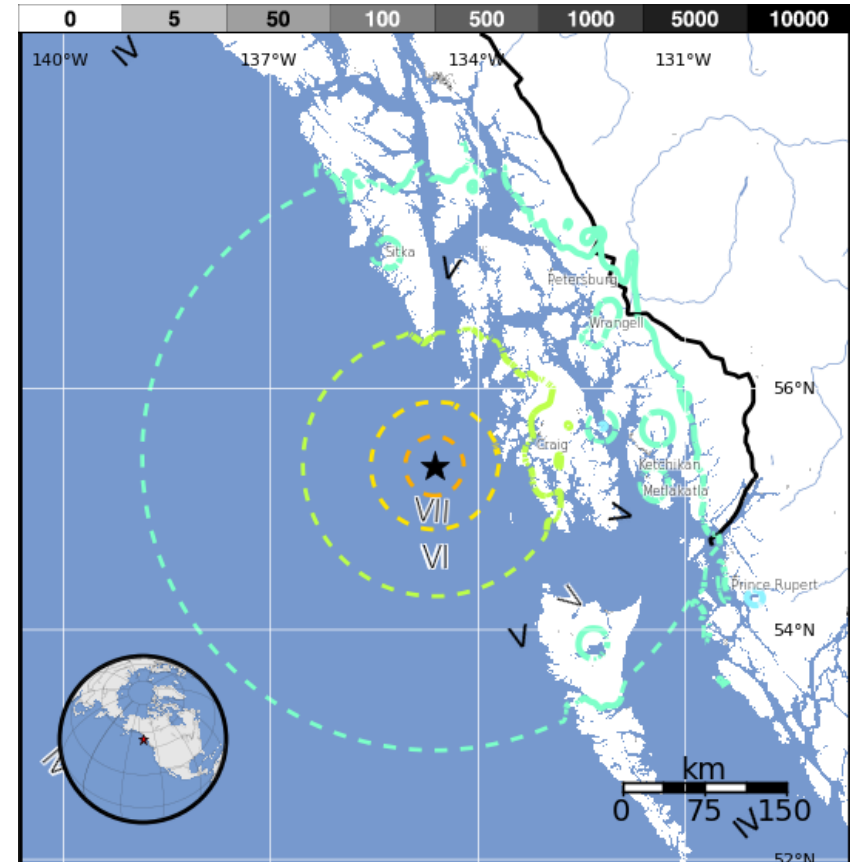 0 5 50 100 500 1000 5000 10000
IV
140°W 137°W 134°W 131°W
Sitka
V
Petersburg
Wrangell
56°N
Craig
Ketchikan
Metlakatla
VII
V
VI
Prince Rupert
V
V
54°N
IV
km
0 75 150
IV
52°N